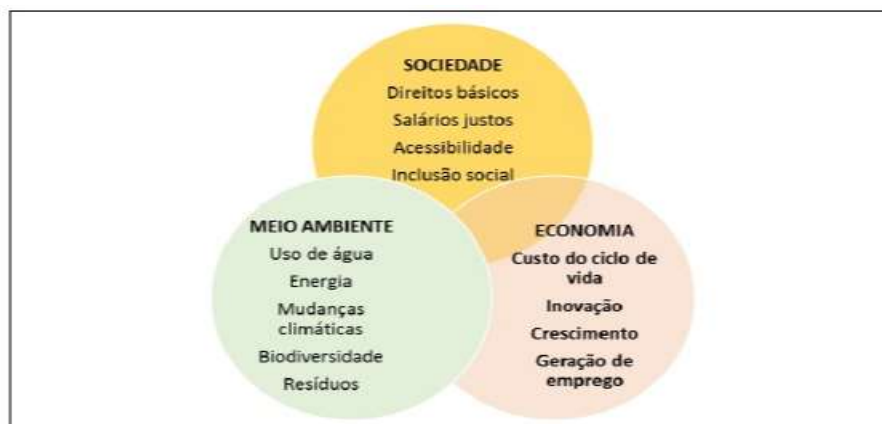 SOCIEDADE
Direitos básicos
Salários justos
Acessibilidade
Inclusão social
MEIO AMBIENTE
Uso de água
Energia
Mudanças
climáticas
Biodiversidade
Resíduos
ECONOMIA
Custo do ciclo de
vida
Inovação
Crescimento
Geração de
emprego